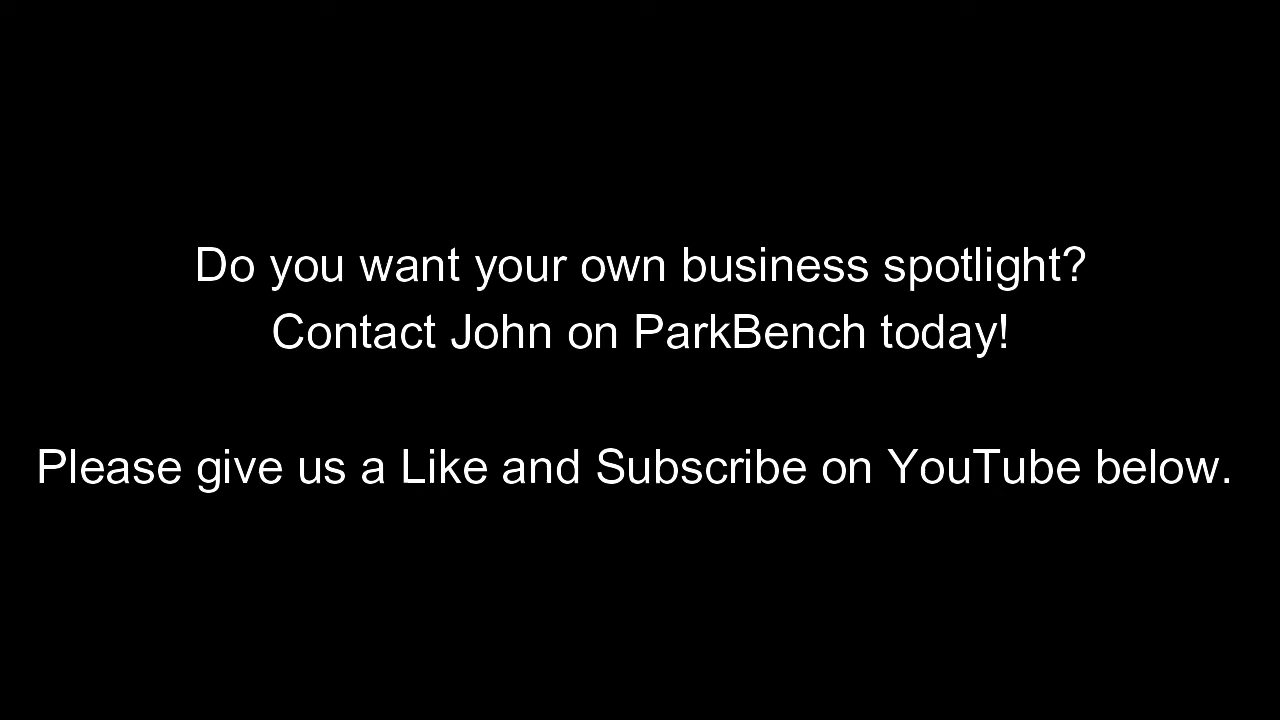 Do you want your own business spotlight?
Contact John on ParkBench today!
Please give us a Like and Subscribe on YouTube below.